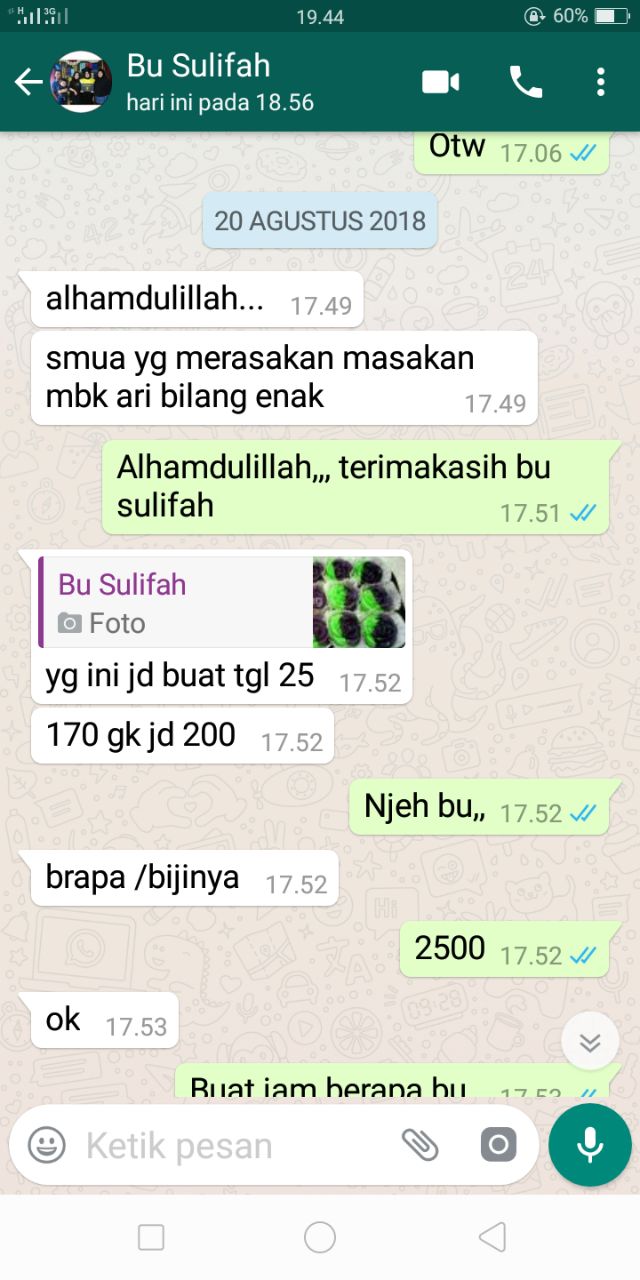 H 3G 19.44 60%
Bu Sulifah
hari ini pada 18.56
Otw 17.06
20 AGUSTUS 2018
alhamdulillah... 17.49
smua yg merasakan masakan
mbk ari bilang enak 17.49
Alhamdulillah,,, terimakasih bu
sulifah 17.51
Bu Sulifah
Foto
yg ini jd buat tgl 25 17.52
170 gk jd 200 17.52
Njeh bu,, 17.52
brapa /bijinya 17.52
2500 17.52
ok 17.53
Buat jam berapa bu 17.53
Ketik pesan